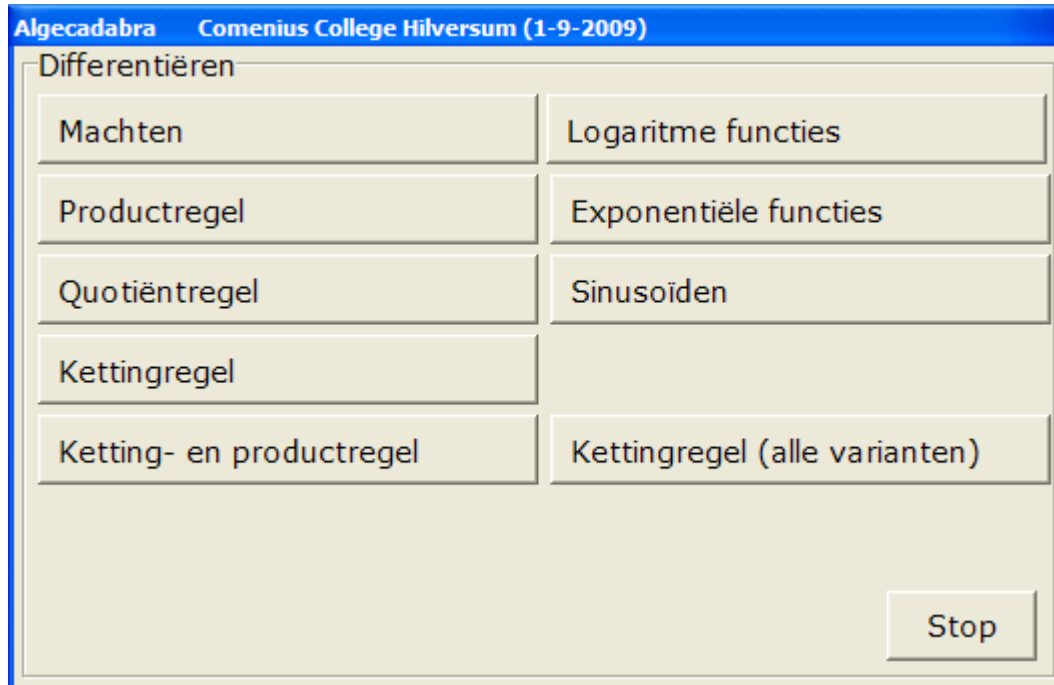 Algecadabra Comenius College Hilversum (1-9-2009)
Differentiëren
Machten
Logaritme functies
Productregel
Exponentiële functies
Quotiëntregel
Sinusoïden
Kettingregel
Ketting- en productregel
Kettingregel (alle varianten)
Stop